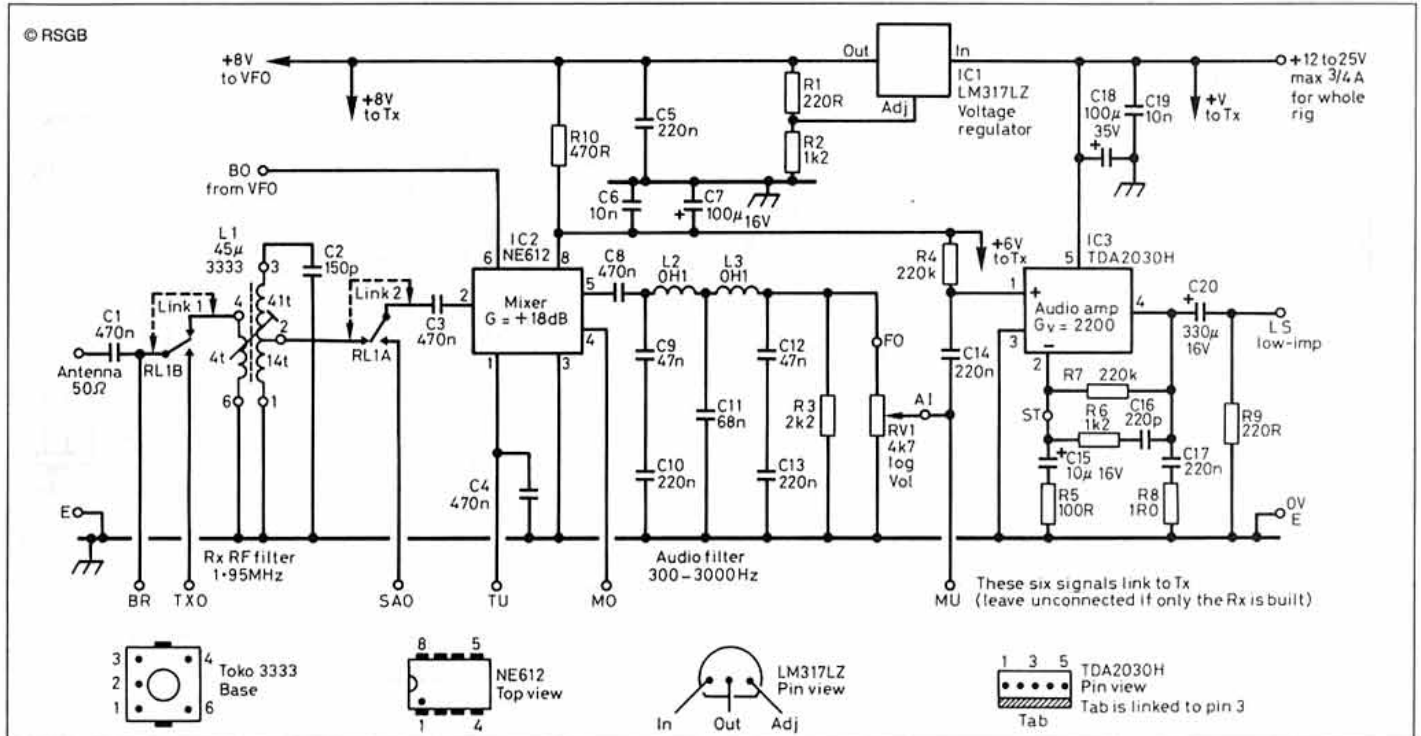 © RSGB
+8V
to VFO
+8V
to Tx
Out
In
IC1
LM317LZ
Voltage
regulator
Adj
R1
220R
R2
1k2
C5
220n
R10
470R
C18
100µ
35V
+
C19
10n
+V
to Tx
+12 to 25V
max 3/4A
for whole
rig
BO
from VFO
C6
10n
+
C7
100µ 16V
L1
45µ
3333
3
C2
150p
Link 1
4
41t
2
Link 2
C3
470n
C1
470n
Antenna
50Ω
RL1B
4t
14t
6
1
RL1A
IC2
NE612
6
8
2
5
4
1
3
Mixer
G = +18dB
C8
470n
L2
0H1
L3
0H1
C9
47n
C10
220n
C11
68n
C12
47n
C13
220n
R3
2k2
FO
AI
RV1
4k7
log
Vol
R4
220k
+6V
to Tx
C14
220n
IC3
TDA2030H
5
1
+
Audio amp
Gv = 2200
4
3
−
2
R7
220k
ST
R6
1k2
C16
220p
+
C15
10µ 16V
R5
100R
C17
220n
R8
1R0
+
C20
330µ
16V
R9
220R
LS
low-imp
0V
E
C4
470n
E
Rx RF filter
1·95MHz
Audio filter
300–3000Hz
BR
TXO
SAO
TU
MO
MU
These six signals link to Tx
(leave unconnected if only the Rx is built)
3
2
1
4
6
Toko 3333
Base
8
5
1
4
NE612
Top view
LM317LZ
Pin view
In
Out
Adj
1 3 5
TDA2030H
Pin view
Tab is linked to pin 3
Tab